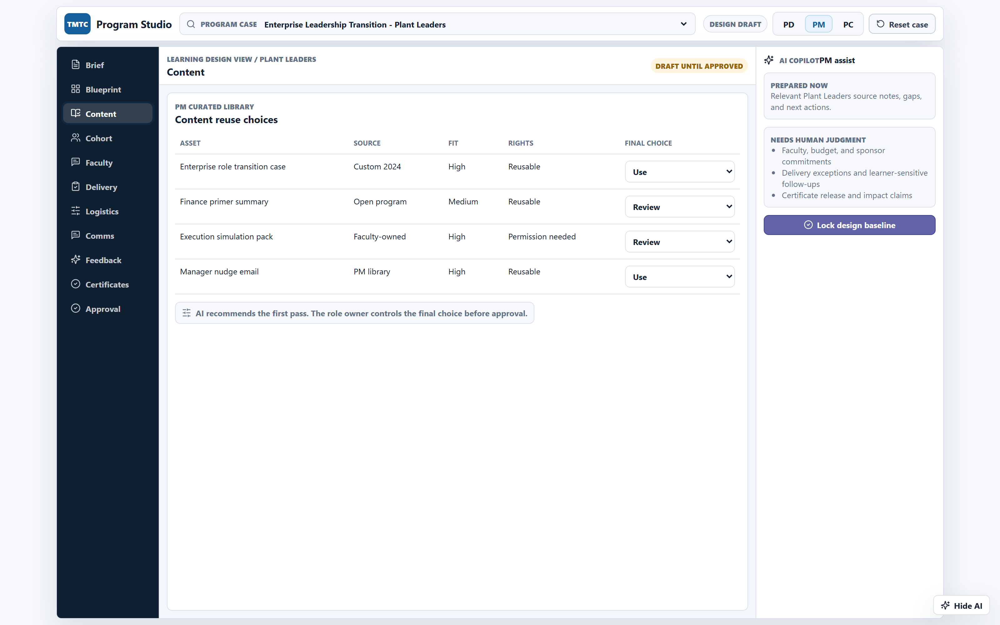 TMTC
Program Studio
PROGRAM CASE Enterprise Leadership Transition - Plant Leaders
DESIGN DRAFT
PD
PM
PC
Reset case
Brief
Blueprint
Content
Cohort
Faculty
Delivery
Logistics
Comms
Feedback
Certificates
Approval
LEARNING DESIGN VIEW / PLANT LEADERS
Content
DRAFT UNTIL APPROVED
PM CURATED LIBRARY
Content reuse choices
ASSET SOURCE FIT RIGHTS FINAL CHOICE
Enterprise role transition case Custom 2024 High Reusable Use
Finance primer summary Open program Medium Reusable Review
Execution simulation pack Faculty-owned High Permission needed Review
Manager nudge email PM library High Reusable Use
AI recommends the first pass. The role owner controls the final choice before approval.
AI COPILOTPM assist
PREPARED NOW
Relevant Plant Leaders source notes, gaps,
and next actions.
NEEDS HUMAN JUDGMENT
Faculty, budget, and sponsor
commitments
Delivery exceptions and learner-sensitive
follow-ups
Certificate release and impact claims
Lock design baseline
Hide AI